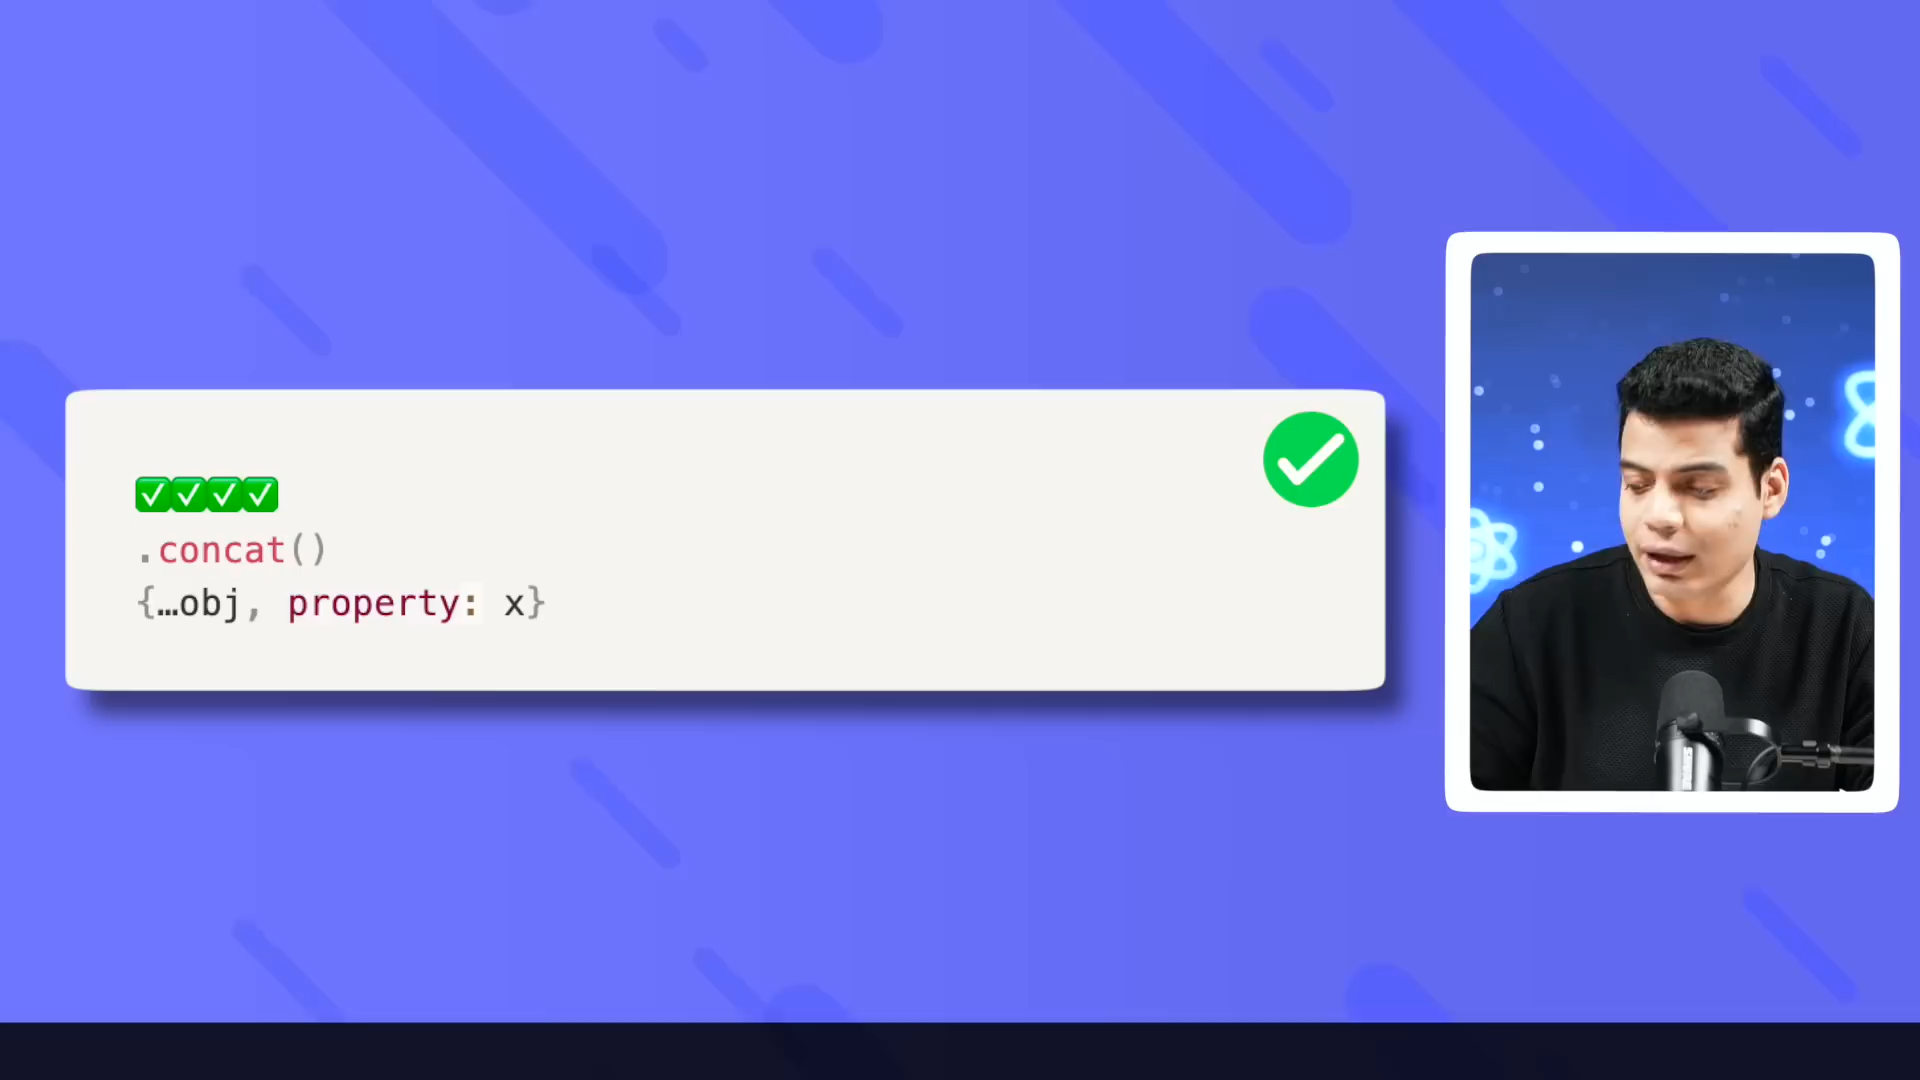 ✅✅✅✅
.concat()
{…obj, property: x}